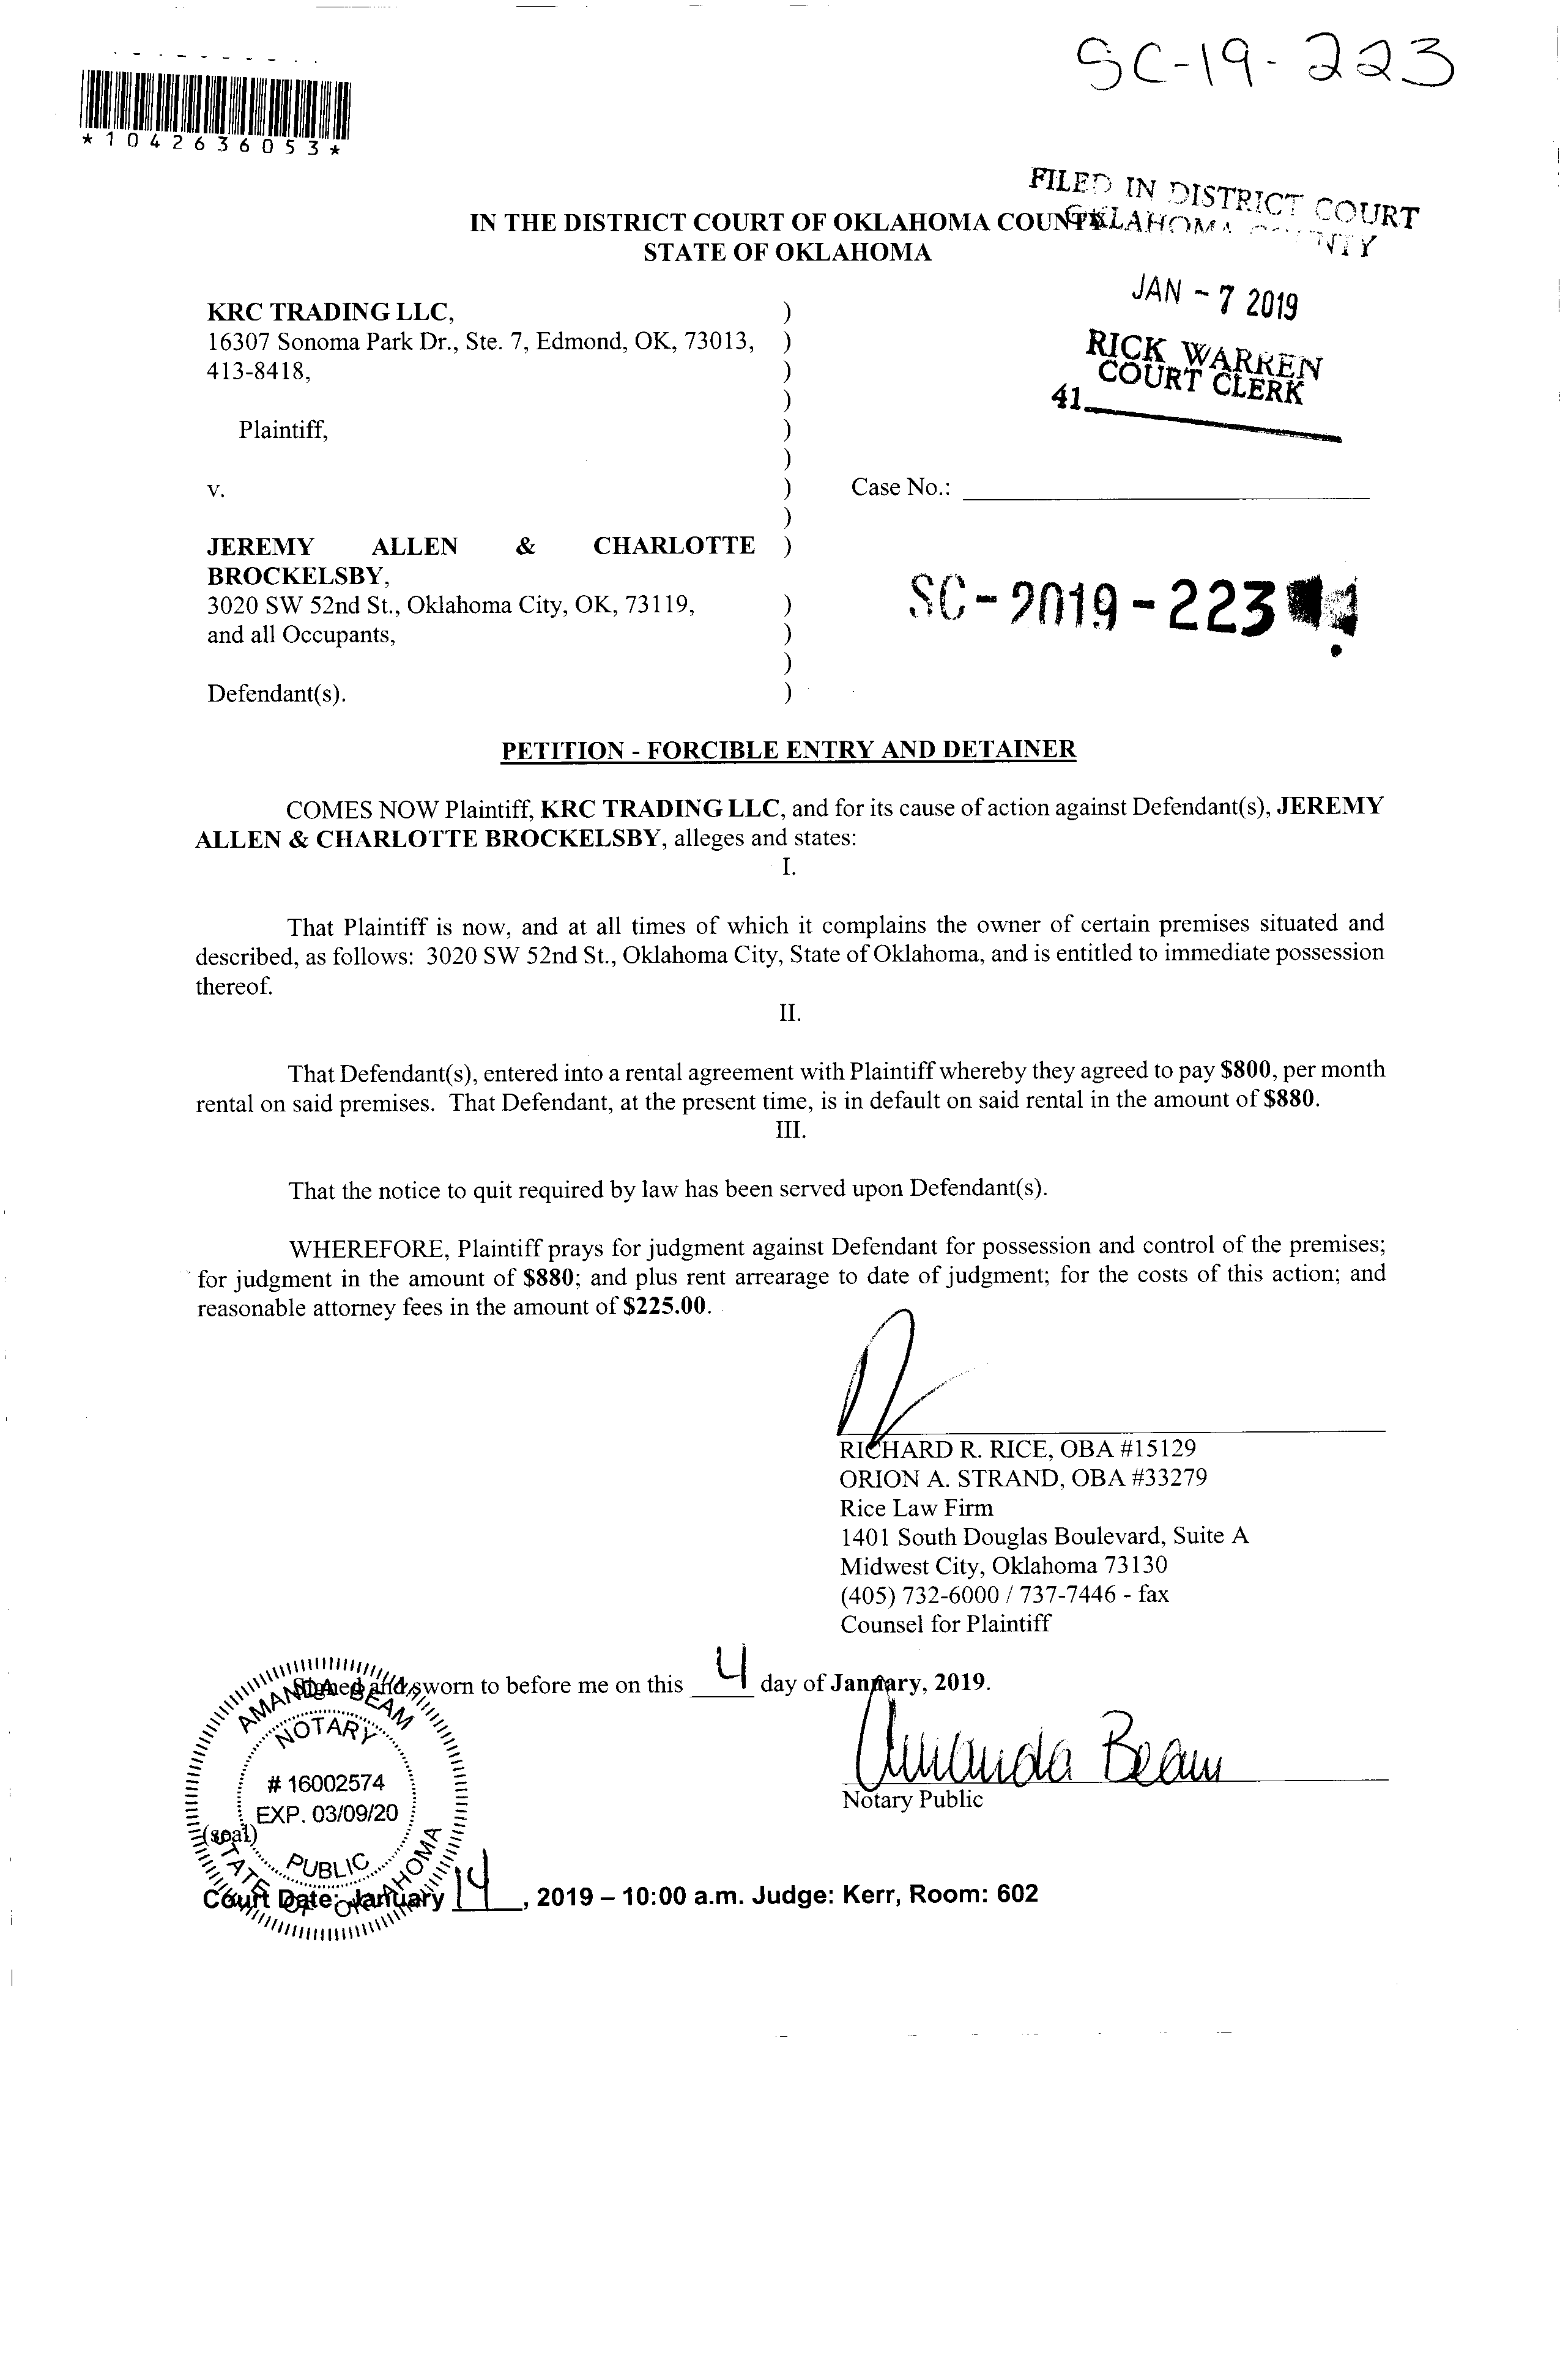 SC-19-223
*1042636053*
FILED IN DISTRICT COURT
OKLAHOMA COUNTY
IN THE DISTRICT COURT OF OKLAHOMA COUNTY
STATE OF OKLAHOMA
JAN - 7 2019
RICK WARREN
COURT CLERK
41
KRC TRADING LLC, )
16307 Sonoma Park Dr., Ste. 7, Edmond, OK, 73013, )
413-8418, )
)
Plaintiff, )
)
v. ) Case No.:
)
JEREMY ALLEN & CHARLOTTE )
BROCKELSBY,
3020 SW 52nd St., Oklahoma City, OK, 73119, )
and all Occupants, )
)
Defendant(s). )
SC-2019-223
PETITION - FORCIBLE ENTRY AND DETAINER
COMES NOW Plaintiff, KRC TRADING LLC, and for its cause of action against Defendant(s), JEREMY
ALLEN & CHARLOTTE BROCKELSBY, alleges and states:
I.
That Plaintiff is now, and at all times of which it complains the owner of certain premises situated and
described, as follows: 3020 SW 52nd St., Oklahoma City, State of Oklahoma, and is entitled to immediate possession
thereof.
II.
That Defendant(s), entered into a rental agreement with Plaintiff whereby they agreed to pay $800, per month
rental on said premises. That Defendant, at the present time, is in default on said rental in the amount of $880.
III.
That the notice to quit required by law has been served upon Defendant(s).
WHEREFORE, Plaintiff prays for judgment against Defendant for possession and control of the premises;
for judgment in the amount of $880; and plus rent arrearage to date of judgment; for the costs of this action; and
reasonable attorney fees in the amount of $225.00.
RICHARD R. RICE, OBA #15129
ORION A. STRAND, OBA #33279
Rice Law Firm
1401 South Douglas Boulevard, Suite A
Midwest City, Oklahoma 73130
(405) 732-6000 / 737-7446 - fax
Counsel for Plaintiff
Signed and sworn to before me on this 4 day of January, 2019.
Amanda Beam
Notary Public
AMANDA BEAM
NOTARY
# 16002574
EXP. 03/09/20
(seal)
PUBLIC
STATE OF OKLAHOMA
Court Date: January 14, 2019 – 10:00 a.m. Judge: Kerr, Room: 602